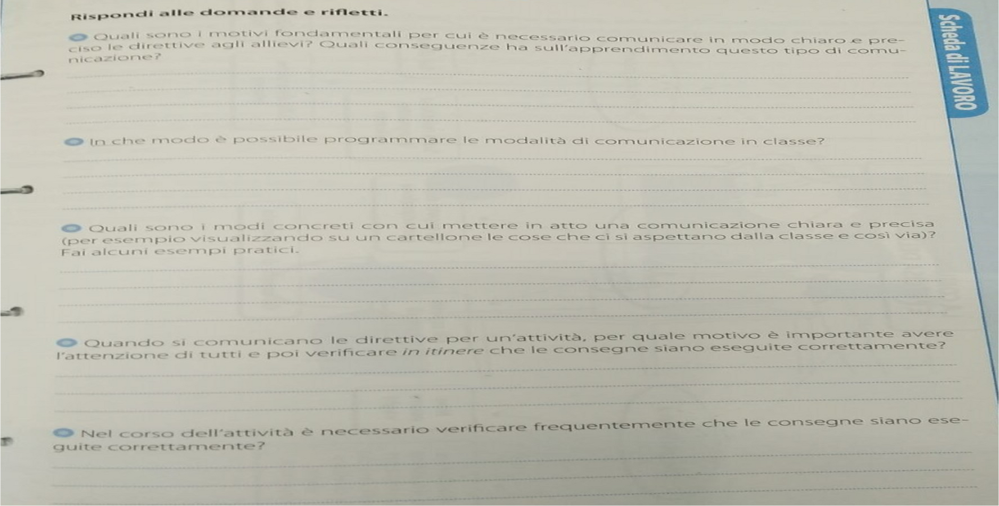 Rispondi alle domande e rifletti.
Quali sono i motivi fondamentali per cui è necessario comunicare in modo chiaro e pre-
ciso le direttive agli allievi? Quali conseguenze ha sull'apprendimento questo tipo di comu-
nicazione?
In che modo è possibile programmare le modalità di comunicazione in classe?
Quali sono i modi concreti con cui mettere in atto una comunicazione chiara e precisa
(per esempio visualizzando su un cartellone le cose che ci si aspettano dalla classe e così via)?
Fai alcuni esempi pratici.
Quando si comunicano le direttive per un'attività, per quale motivo è importante avere
l'attenzione di tutti e poi verificare in itinere che le consegne siano eseguite correttamente?
Nel corso dell'attività è necessario verificare frequentemente che le consegne siano ese-
guite correttamente?
Scheda di LAVORO